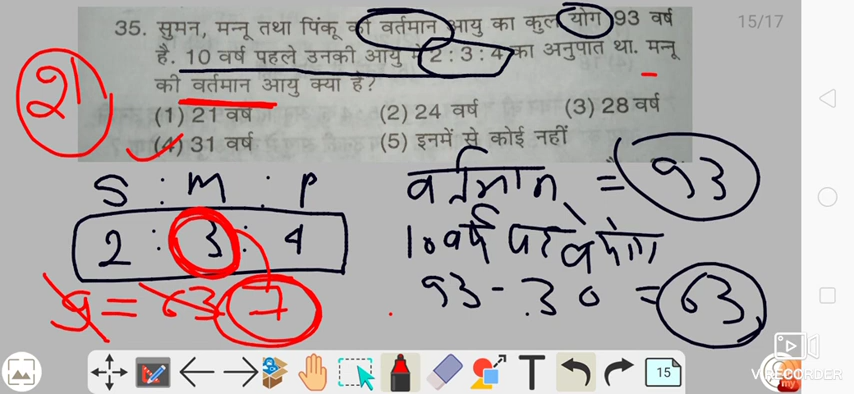 35. सुमन, मन्नू तथा पिंकू की वर्तमान आयु का कुल योग 93 वर्ष 15/17
है. 10 वर्ष पहले उनकी आयु में 2 : 3 : 4 का अनुपात था. मन्नू
की वर्तमान आयु क्या है?
(1) 21 वर्ष (2) 24 वर्ष (3) 28 वर्ष
(4) 31 वर्ष (5) इनमें से कोई नहीं
21
S : M : P वर्तमान = 93
2 : 3 : 4 10 वर्ष पहले योग
9 = 63 7 93 - 30 = 63
T 15
VIRECORDER
my